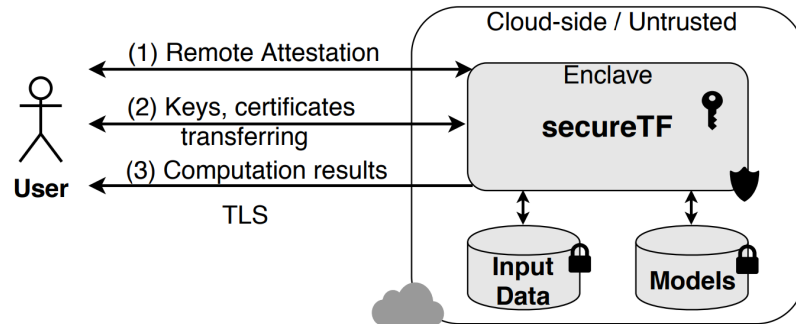 Cloud-side / Untrusted
(1) Remote Attestation
Enclave
secureTF
(2) Keys, certificates
transferring
(3) Computation results
User
TLS
Input
Data
Models